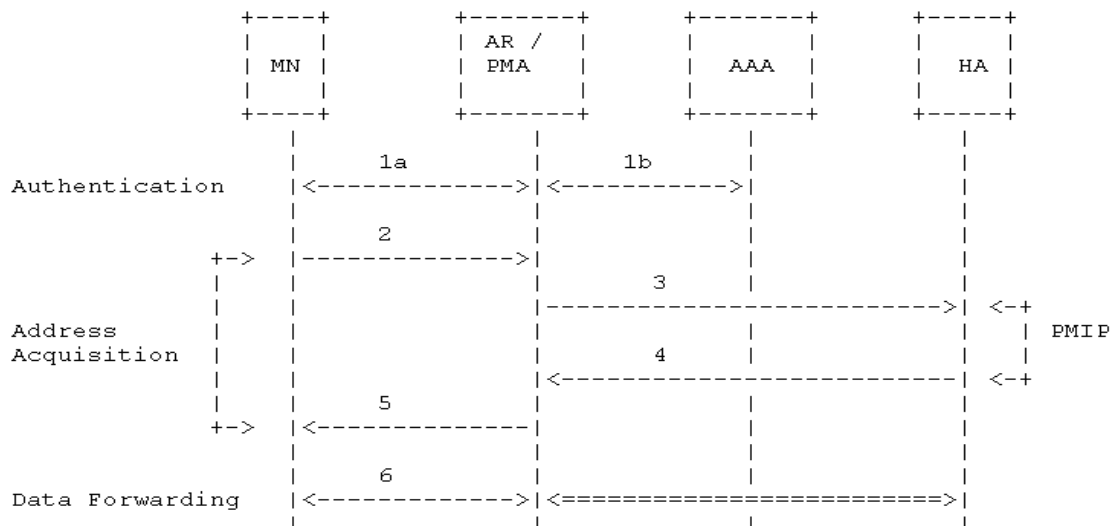 AR /
MN PMA AAA HA
1a 1b
Authentication
2
3
Address PMIP
Acquisition
4
5
6
Data Forwarding